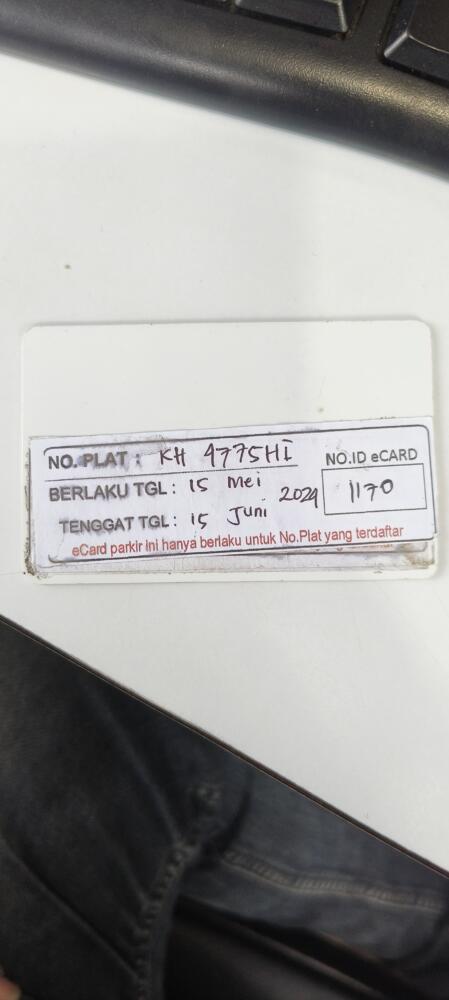 NO. PLAT : KH 4775HI
NO.ID eCARD
BERLAKU TGL : 15 Mei
2024
1170
TENGGAT TGL : 15 Juni
eCard parkir ini hanya berlaku untuk No.Plat yang terdaftar